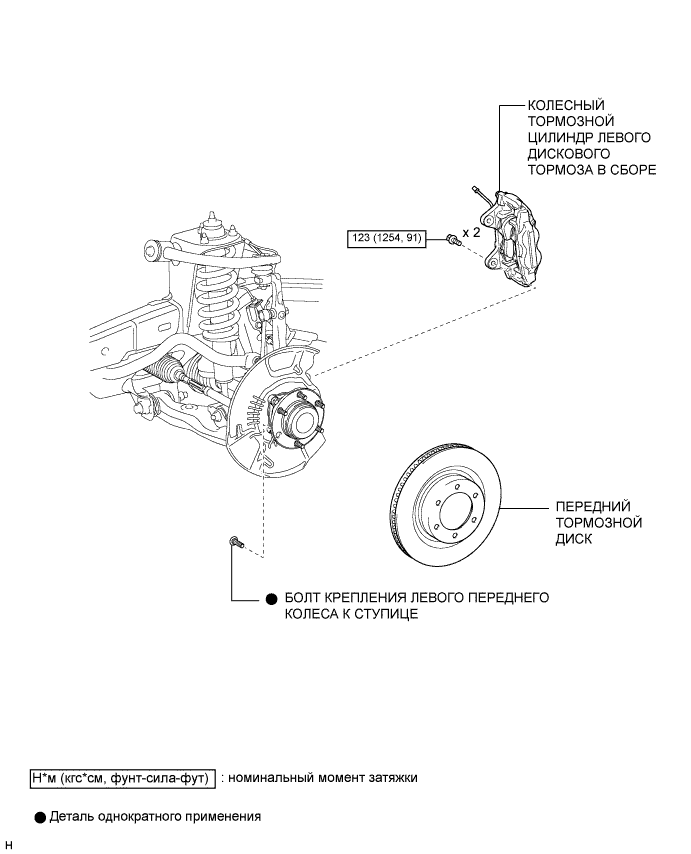 КОЛЕСНЫЙ
ТОРМОЗНОЙ
ЦИЛИНДР ЛЕВОГО
ДИСКОВОГО
ТОРМОЗА В СБОРЕ
123 (1254, 91)
x 2
ПЕРЕДНИЙ
ТОРМОЗНОЙ
ДИСК
БОЛТ КРЕПЛЕНИЯ ЛЕВОГО ПЕРЕДНЕГО
КОЛЕСА К СТУПИЦЕ
Н*м (кгс*см, фунт-сила-фут) : номинальный момент затяжки
Деталь однократного применения
H